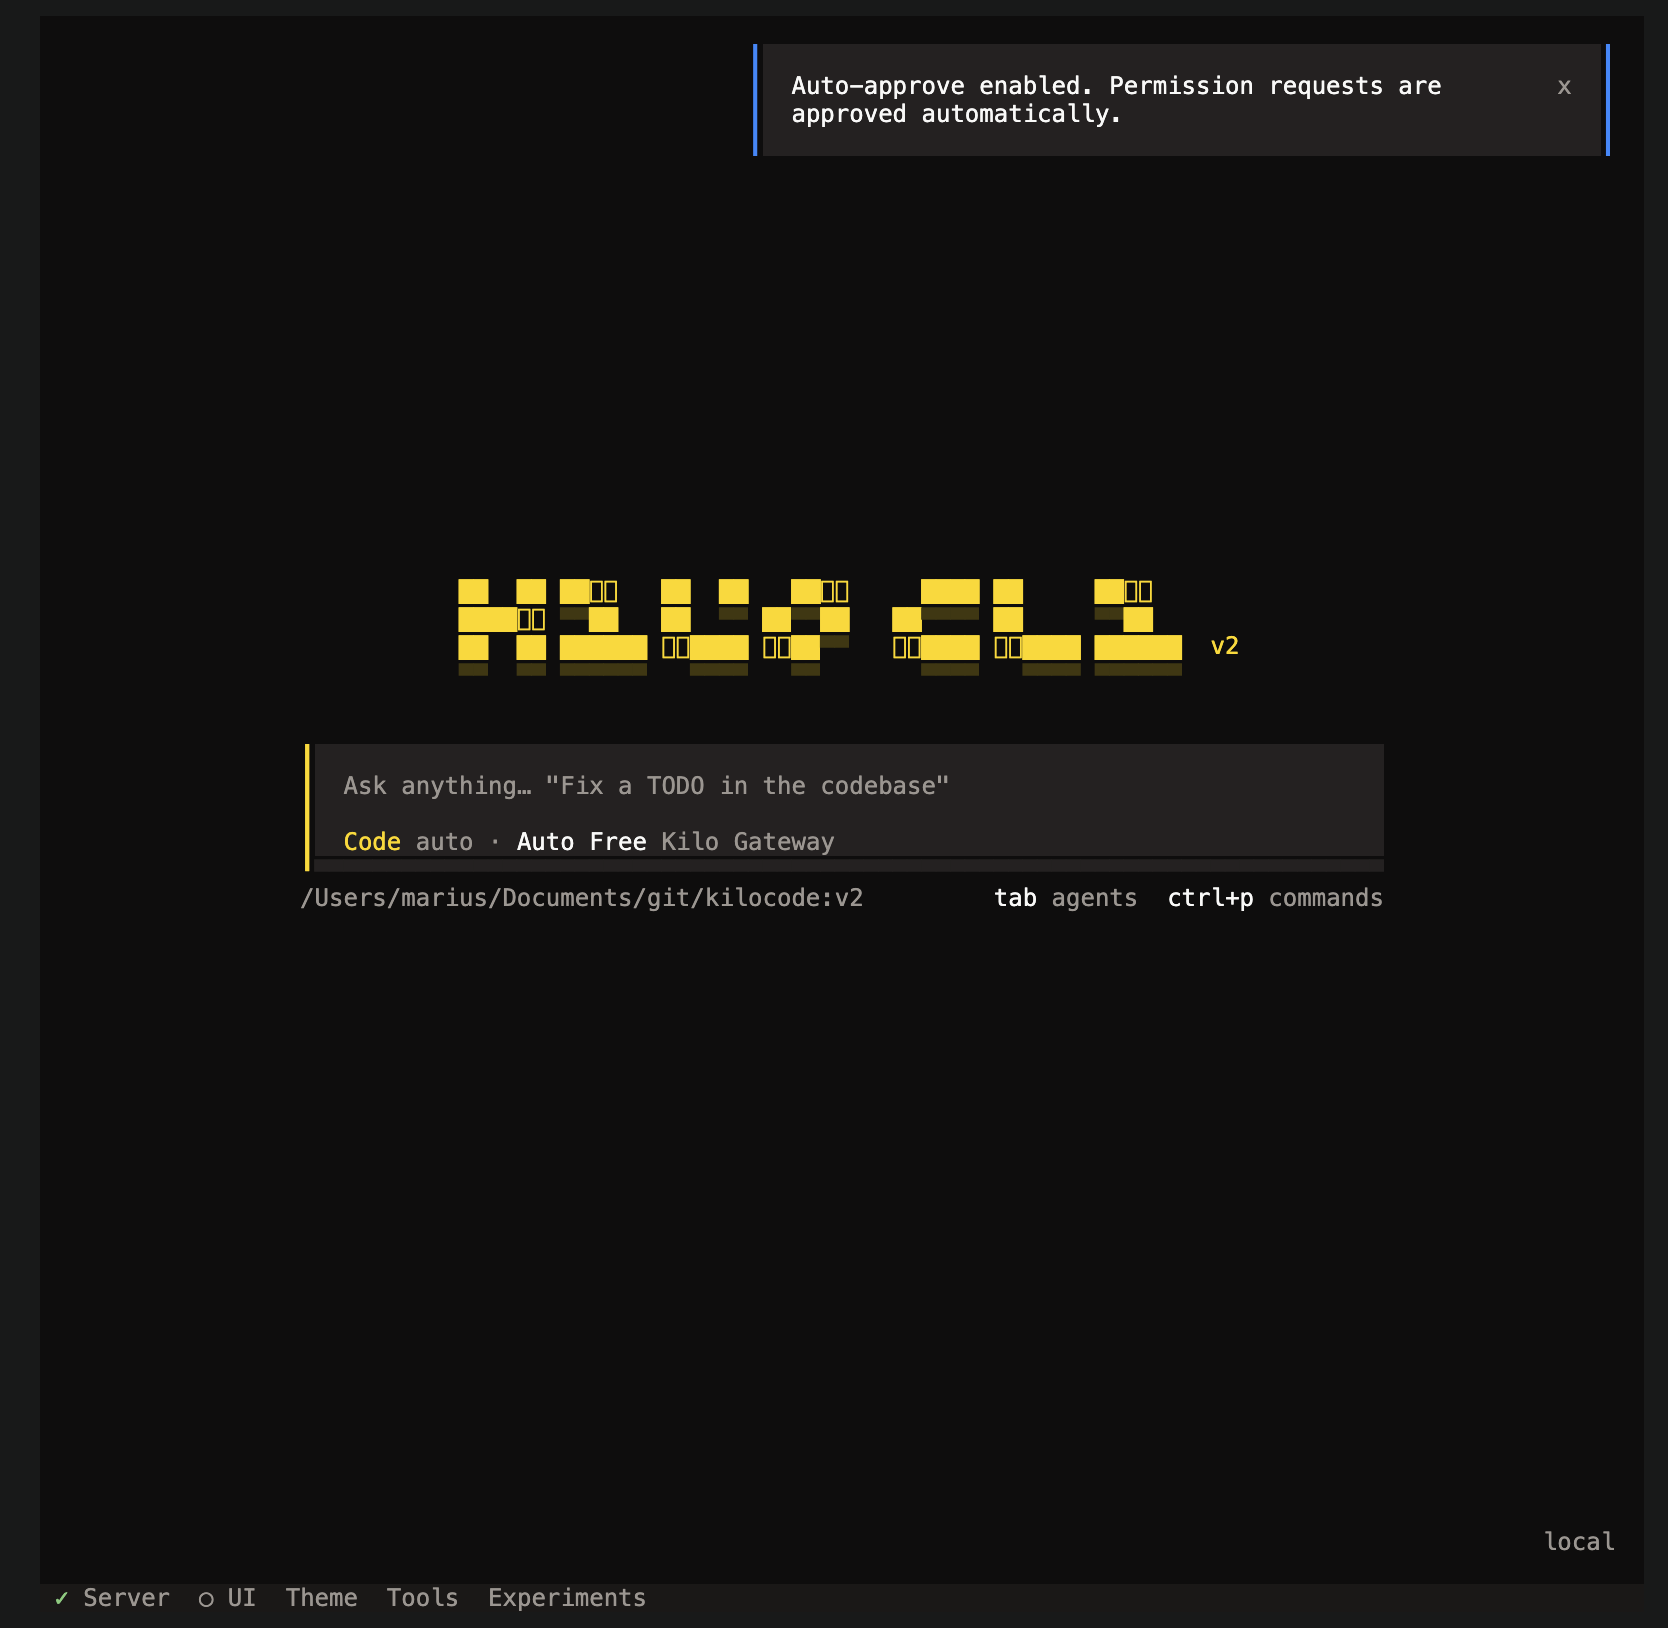 Auto-approve enabled. Permission requests are
approved automatically.
x
v2
Ask anything… "Fix a TODO in the codebase"
Code auto · Auto Free Kilo Gateway
/Users/marius/Documents/git/kilocode:v2 tab agents ctrl+p commands
local
✓ Server ○ UI Theme Tools Experiments